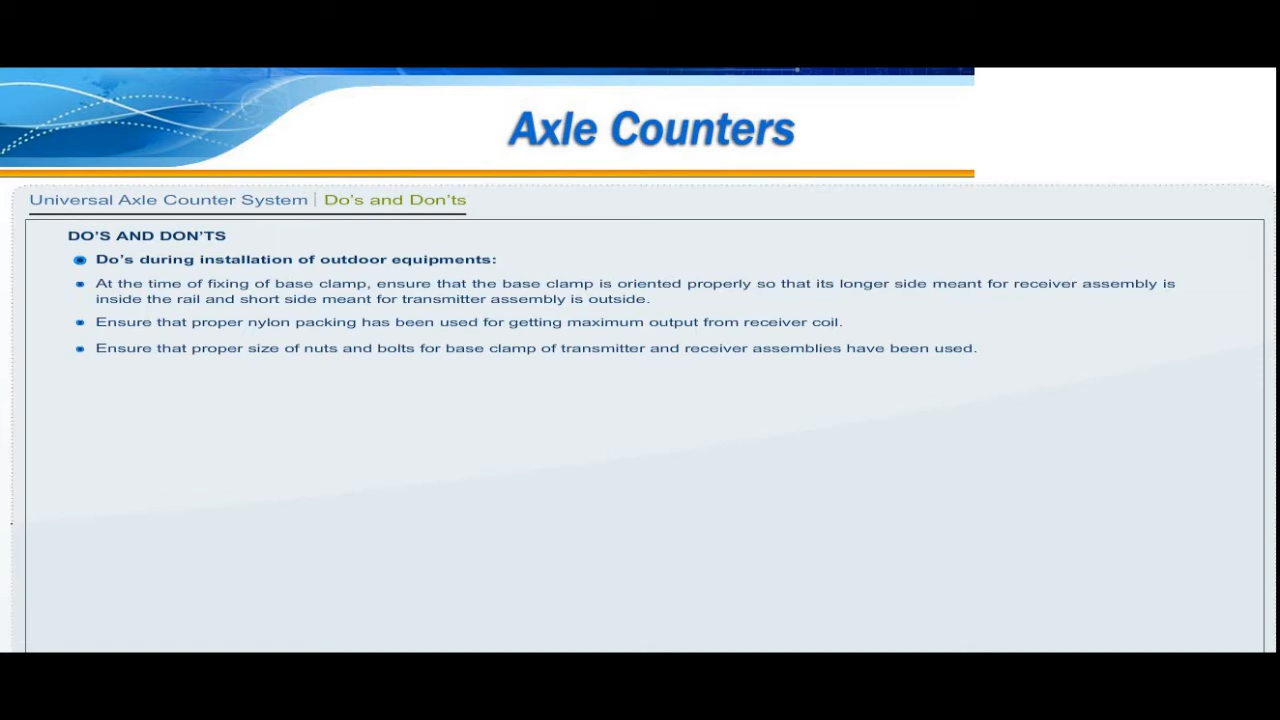 Axle Counters
Universal Axle Counter System | Do's and Don'ts
DO'S AND DON'TS
Do's during installation of outdoor equipments:
At the time of fixing of base clamp, ensure that the base clamp is oriented properly so that its longer side meant for receiver assembly is
inside the rail and short side meant for transmitter assembly is outside.
Ensure that proper nylon packing has been used for getting maximum output from receiver coil.
Ensure that proper size of nuts and bolts for base clamp of transmitter and receiver assemblies have been used.